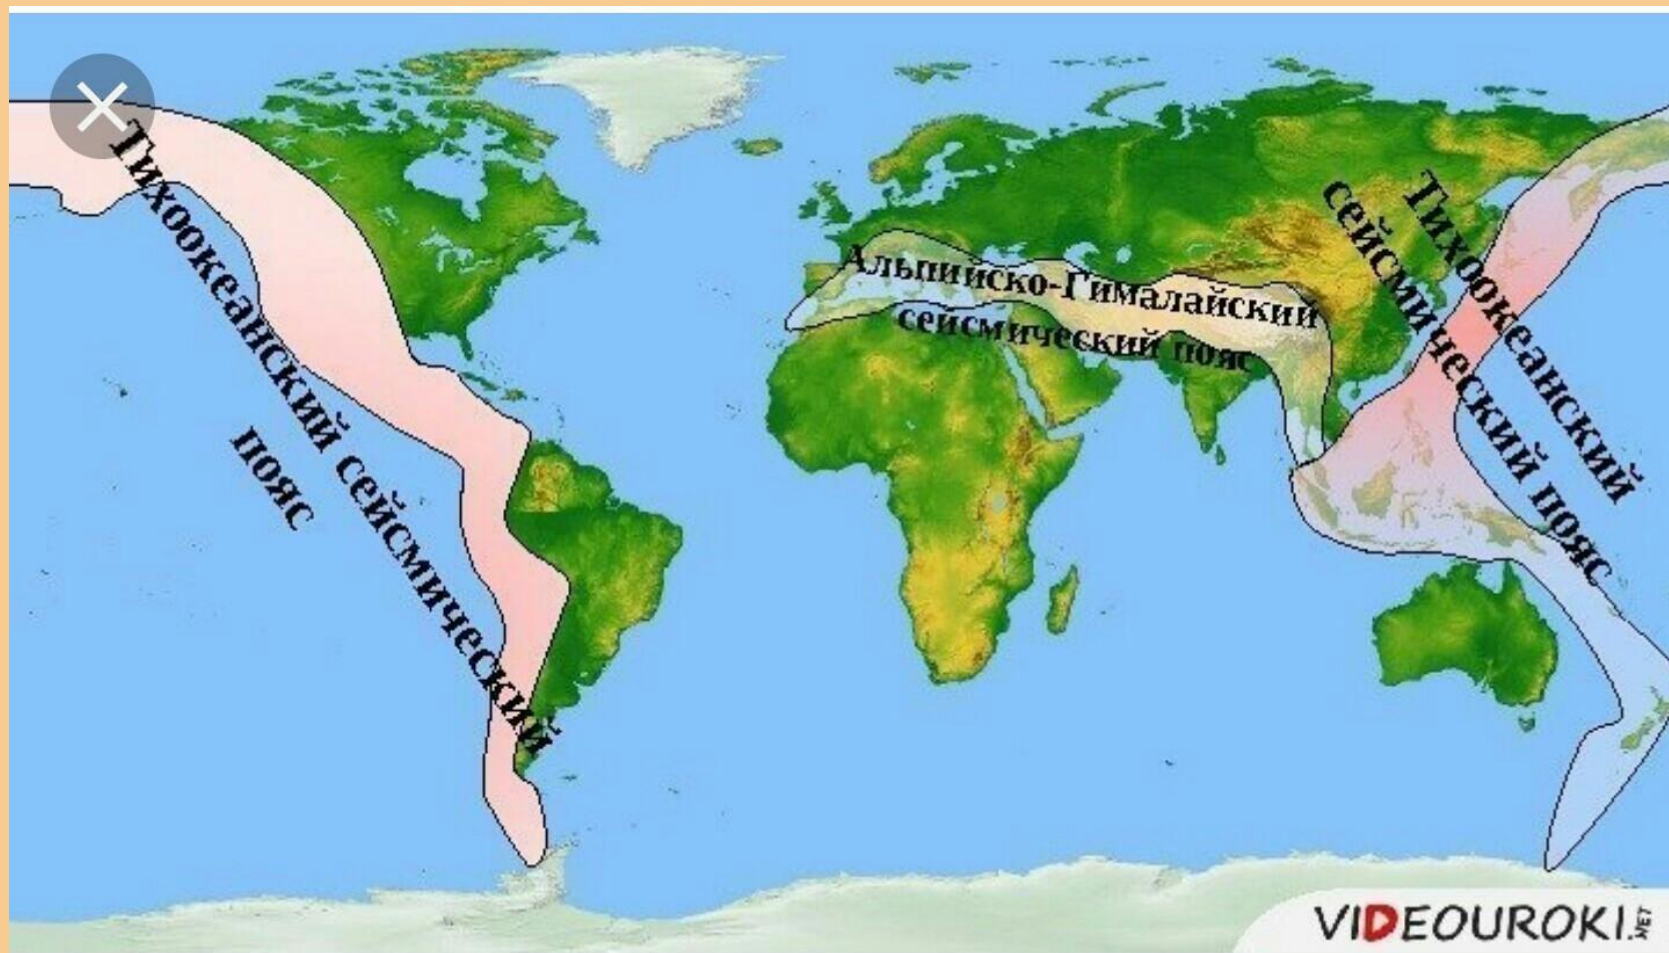 Тихоокеанский сейсмический
пояс
Альпийско-Гималайский
сейсмический пояс
Тихоокеанский
сейсмический пояс
VIDEOUROKI.NET